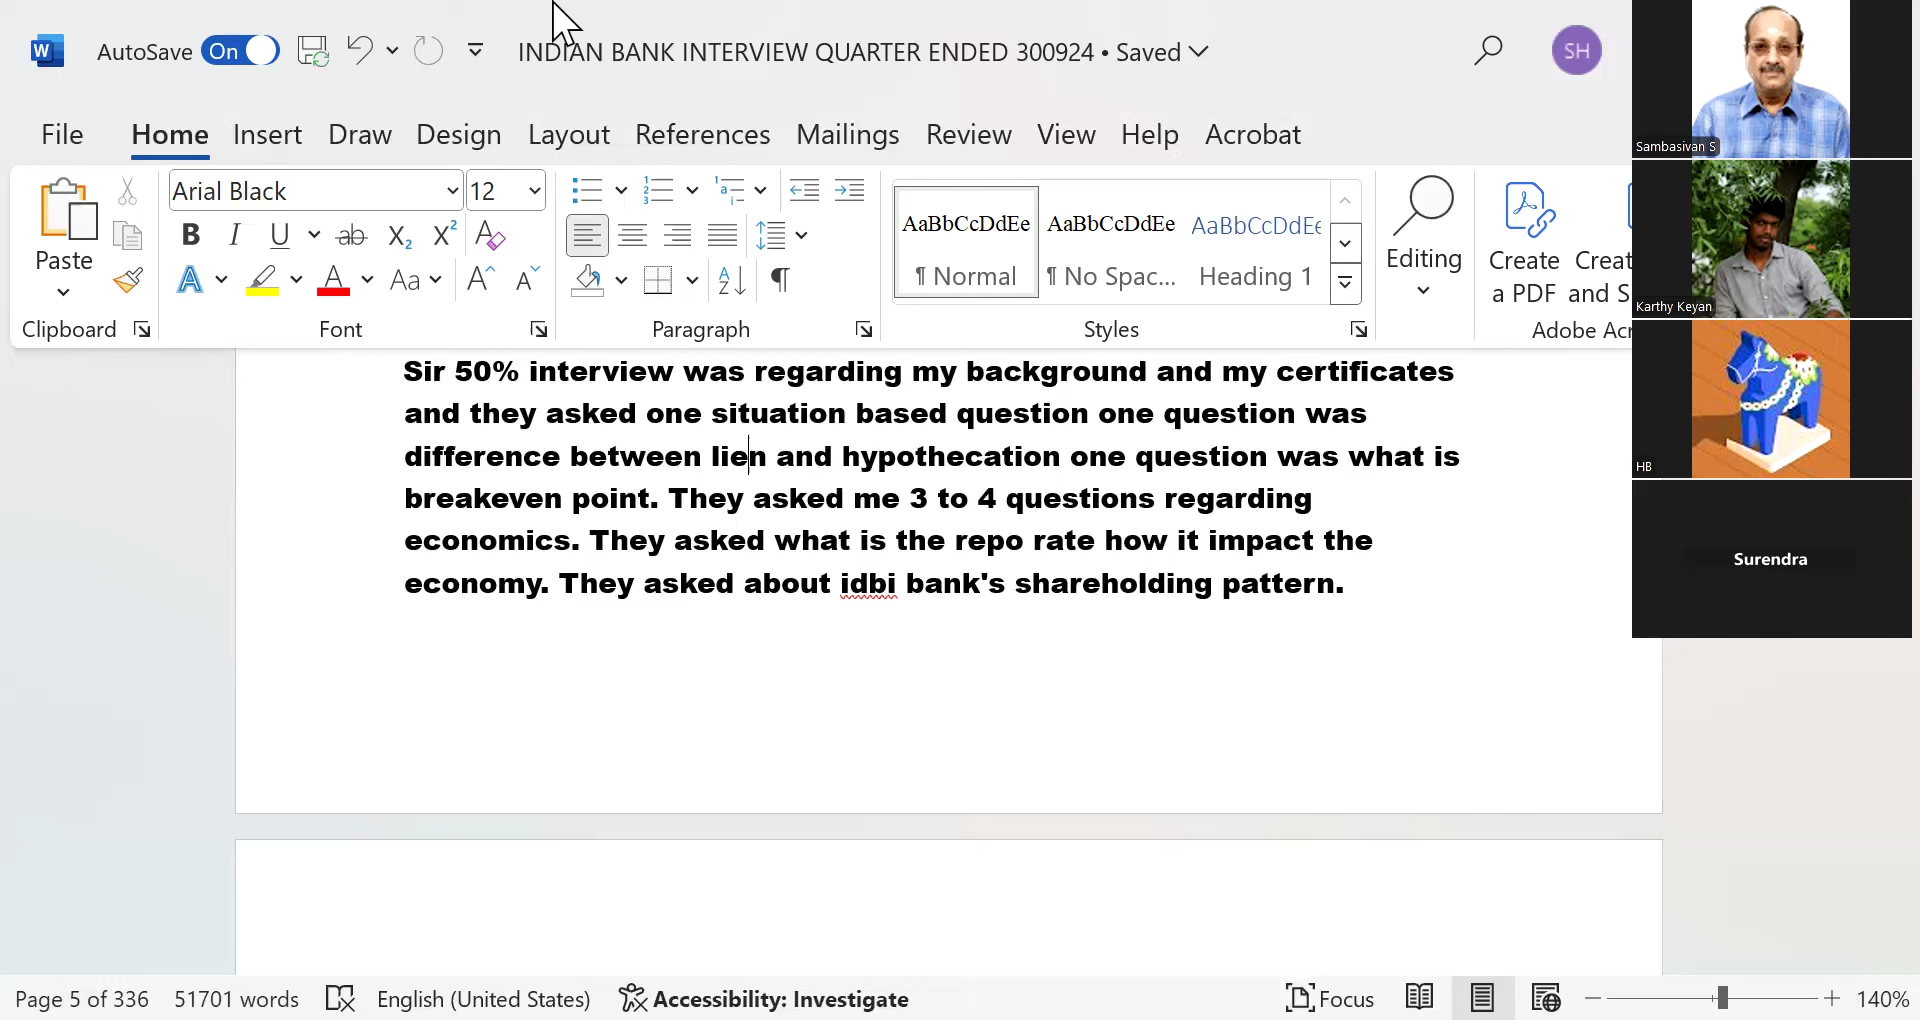 W AutoSave On INDIAN BANK INTERVIEW QUARTER ENDED 300924 • Saved SH
File Home Insert Draw Design Layout References Mailings Review View Help Acrobat
Arial Black 12
Paste
B I U ab X2 X2 A
A A Aa A A
AaBbCcDdEe AaBbCcDdEe AaBbCcDdEe
¶ Normal ¶ No Spac... Heading 1
Editing
Create Creat
a PDF and S
Clipboard Font Paragraph Styles Adobe Acr
Sir 50% interview was regarding my background and my certificates
and they asked one situation based question one question was
difference between lien and hypothecation one question was what is
breakeven point. They asked me 3 to 4 questions regarding
economics. They asked what is the repo rate how it impact the
economy. They asked about idbi bank's shareholding pattern.
Sambasivan S
Karthy Keyan
HB
Surendra
Page 5 of 336 51701 words English (United States) Accessibility: Investigate Focus 140%